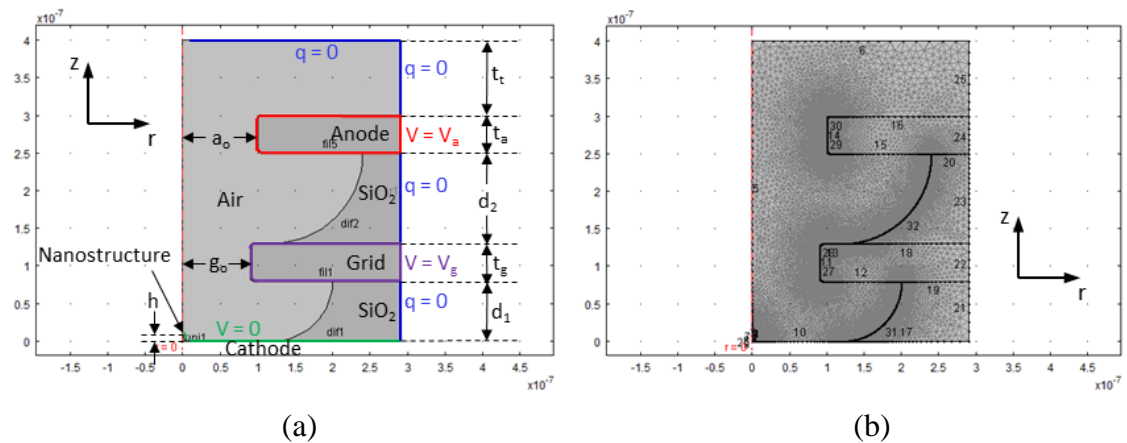 x10⁻⁷
4
3.5
3
2.5
2
1.5
1
0.5
0
-1.5
-1
-0.5
0
0.5
1
1.5
2
2.5
3
3.5
4
x10⁻⁷
z
r
q = 0
q = 0
t_t
a_o
Anode
fil5
V = V_a
t_a
Air
SiO₂
q = 0
d_2
dif2
Nanostructure
g_o
Grid
fil1
V = V_g
t_g
h
V = 0
uni1
SiO₂
q = 0
d_1
dif1
Cathode
r = 0
(a)
x10⁻⁷
4
3.5
3
2.5
2
1.5
1
0.5
0
-1.5
-1
-0.5
0
0.5
1
1.5
2
2.5
3
3.5
4
x10⁻⁷
6
25
30
16
14
24
29
15
20
5
23
32
18
11
22
27
12
19
21
10
31 17
r = 0
z
r
(b)